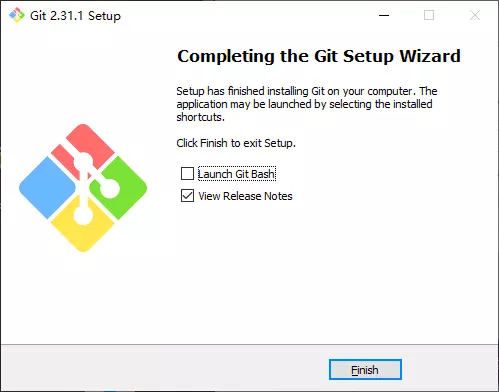 Git 2.31.1 Setup
Completing the Git Setup Wizard
Setup has finished installing Git on your computer. The
application may be launched by selecting the installed
shortcuts.
Click Finish to exit Setup.
Launch Git Bash
View Release Notes
Finish